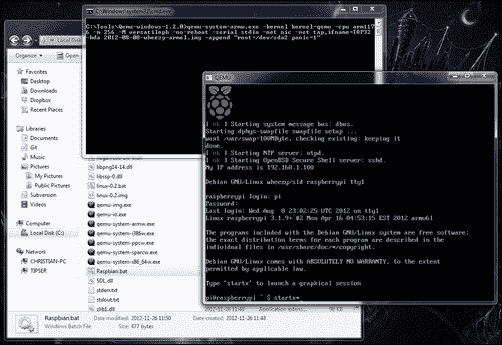 C:\Windows\system32\cmd.exe
C:\Tools\Qemu-windows-1.2.0>qemu-system-armw.exe -kernel kernel-qemu -cpu arm117
6 -m 256 -M versatilepb -no-reboot -serial stdio -net nic -net tap,ifname=TAP32
-hda 2012-08-08-wheezy-armel.img -append "root=/dev/sda2 panic=1"
Local Disk
Organize
Open
Favorites
Desktop
Downloads
Dropbox
Recent Places
Libraries
Documents
Git
Pictures
My Pictures
Public Pictures
Subversion
Videos
Computer
Local Disk (C:)
Network
CHRISTIAN-PC
TIPSER
libpng14-14.dll
libssp-0.dll
linux-0.2.bat
linux-0.2.img
qemu-img.exe
qemu-io.exe
qemu-system-armw.exe
qemu-system-i386w.exe
qemu-system-ppcw.exe
qemu-system-sparcw.exe
qemu-system-x86_64w.exe
Raspbian.bat
SDL.dll
stderr.txt
stdout.txt
zlib1.dll
Raspbian.bat
Windows Batch File
Date modified: 2012-11-26 11:50
Size: 477 bytes
QEMU
[ ok ] Starting system message bus: dbus.
Starting dphys-swapfile swapfile setup ...
want /var/swap=100MByte, checking existing: keeping it
done.
[ ok ] Starting NTP server: ntpd.
[ ok ] Starting OpenBSD Secure Shell server: sshd.
My IP address is 192.168.1.100
Debian GNU/Linux wheezy/sid raspberrypi tty1
raspberrypi login: pi
Password:
Last login: Wed Aug 8 23:02:25 UTC 2012 on tty1
Linux raspberrypi 3.1.9+ #2 Mon Apr 16 04:53:15 EST 2012 armv6l
The programs included with the Debian GNU/Linux system are free software;
the exact distribution terms for each program are described in the
individual files in /usr/share/doc/*/copyright.
Debian GNU/Linux comes with ABSOLUTELY NO WARRANTY, to the extent
permitted by applicable law.
Type 'startx' to launch a graphical session
pi@raspberrypi ~ $ startx